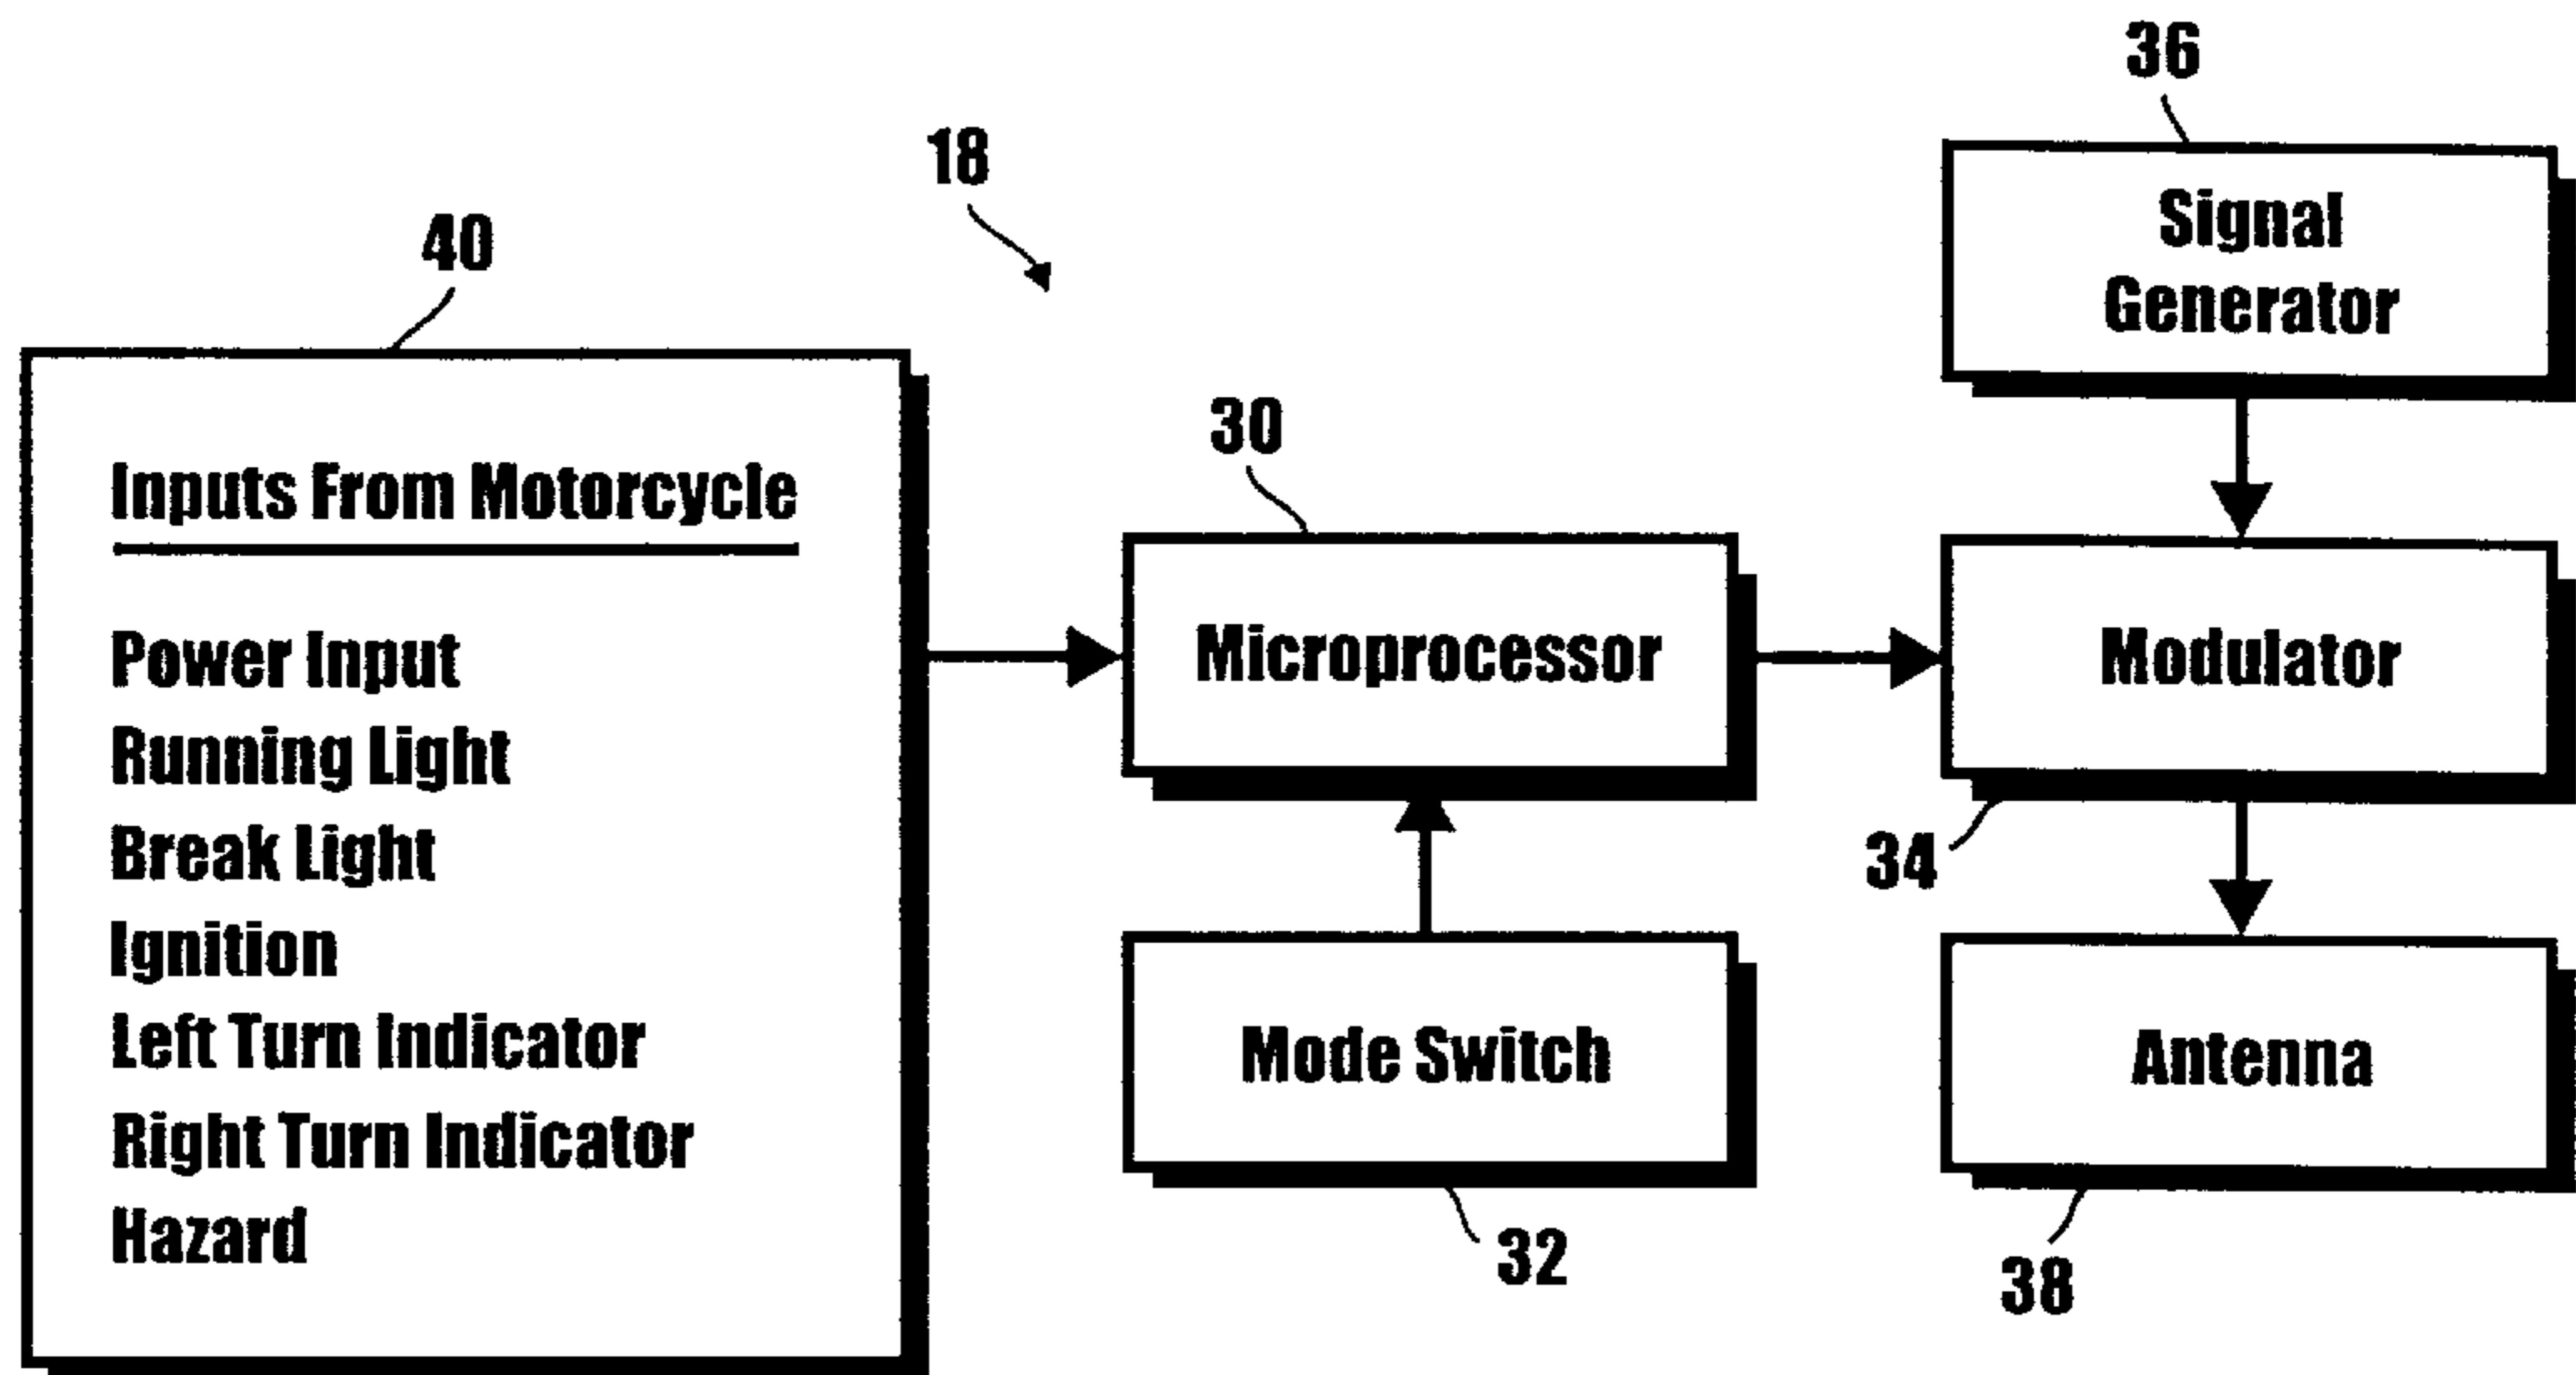 36
18
40
Signal
Generator
30
Inputs From Motorcycle
Power Input
Running Light
Break Light
Ignition
Left Turn Indicator
Right Turn Indicator
Hazard
Microprocessor
Modulator
34
Mode Switch
Antenna
32
38